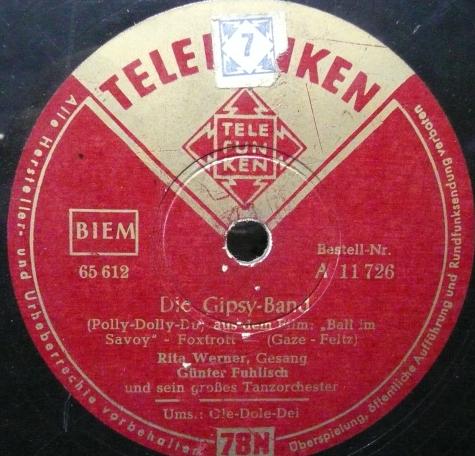 TELEFUNKEN
7
TELE
FUN
KEN
Alle Hersteller- und Urheberrechte vorbehalten
Überspielung, öffentliche Aufführung und Rundfunksendung verboten
BIEM
65 612
Bestell-Nr.
A 11 726
Die Gipsy-Band
(Polly-Dolly-Du) aus dem Film: „Ball im
Savoy" - Foxtrott - (Gaze - Feltz)
Rita Werner, Gesang
Günter Fuhlisch
und sein großes Tanzorchester
Ums.: Ole-Dole-Dei
78N